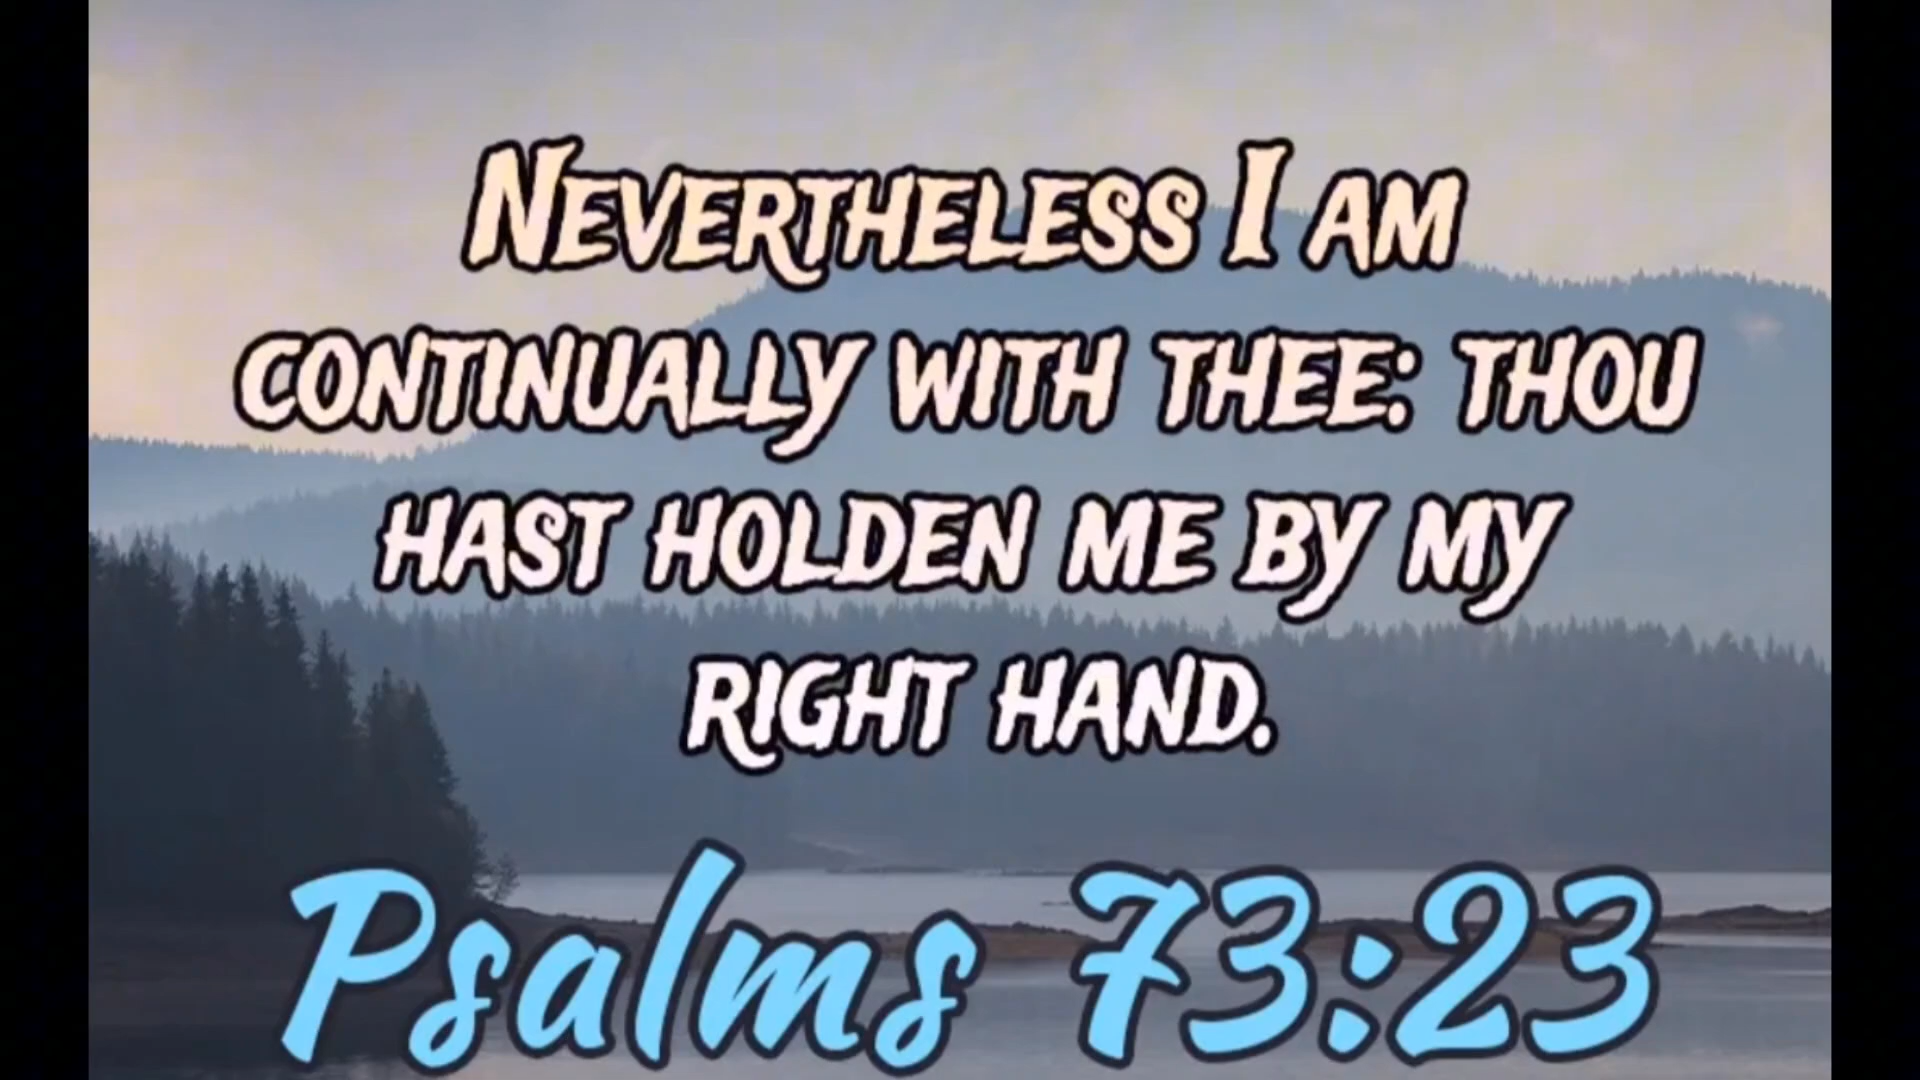 Nevertheless I am
continually with thee: thou
hast holden me by my
right hand.
Psalms 73:23